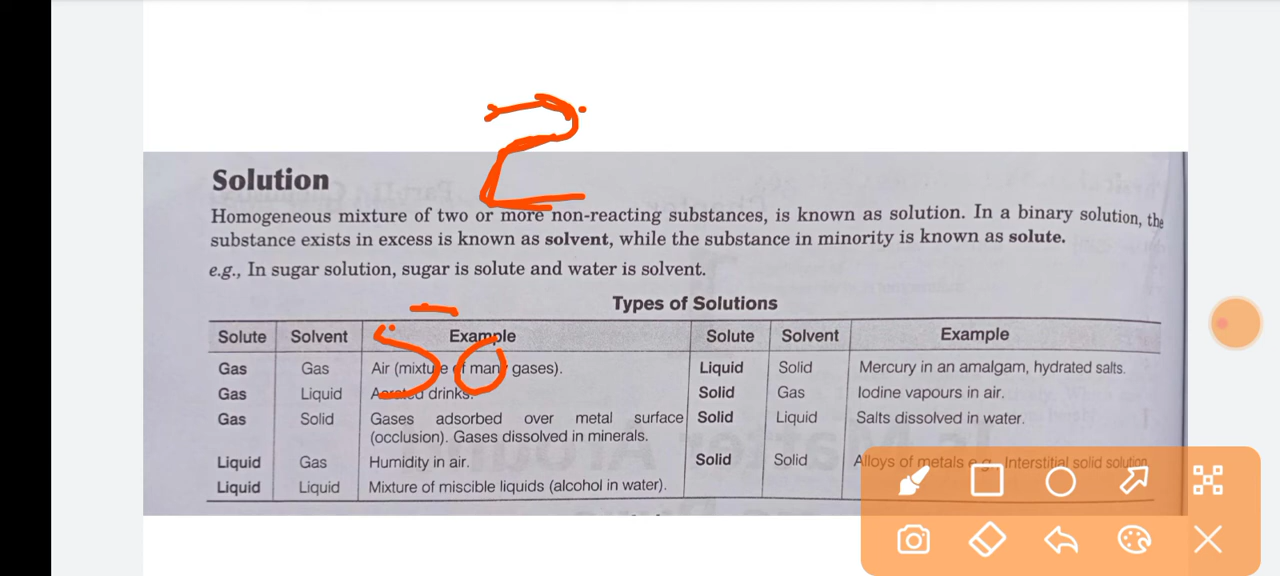 2
Solution
Homogeneous mixture of two or more non-reacting substances, is known as solution. In a binary solution, the
substance exists in excess is known as solvent, while the substance in minority is known as solute.
e.g., In sugar solution, sugar is solute and water is solvent.
Types of Solutions
Solute Solvent Example Solute Solvent Example
50
Gas Gas Air (mixture of many gases). Liquid Solid Mercury in an amalgam, hydrated salts.
Gas Liquid Aerated drinks. Solid Gas Iodine vapours in air.
Gas Solid Gases adsorbed over metal surface Solid Liquid Salts dissolved in water.
(occlusion). Gases dissolved in minerals.
Liquid Gas Humidity in air. Solid Solid Alloys of metals e.g., Interstitial solid solution
Liquid Liquid Mixture of miscible liquids (alcohol in water).